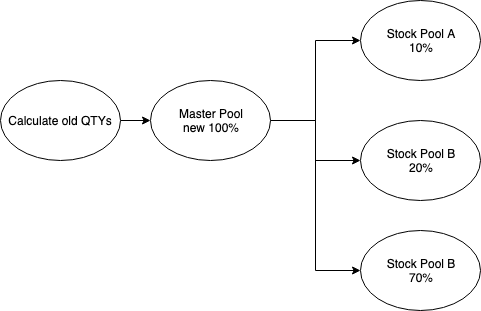 Calculate old QTYs
Master Pool
new 100%
Stock Pool A
10%
Stock Pool B
20%
Stock Pool B
70%